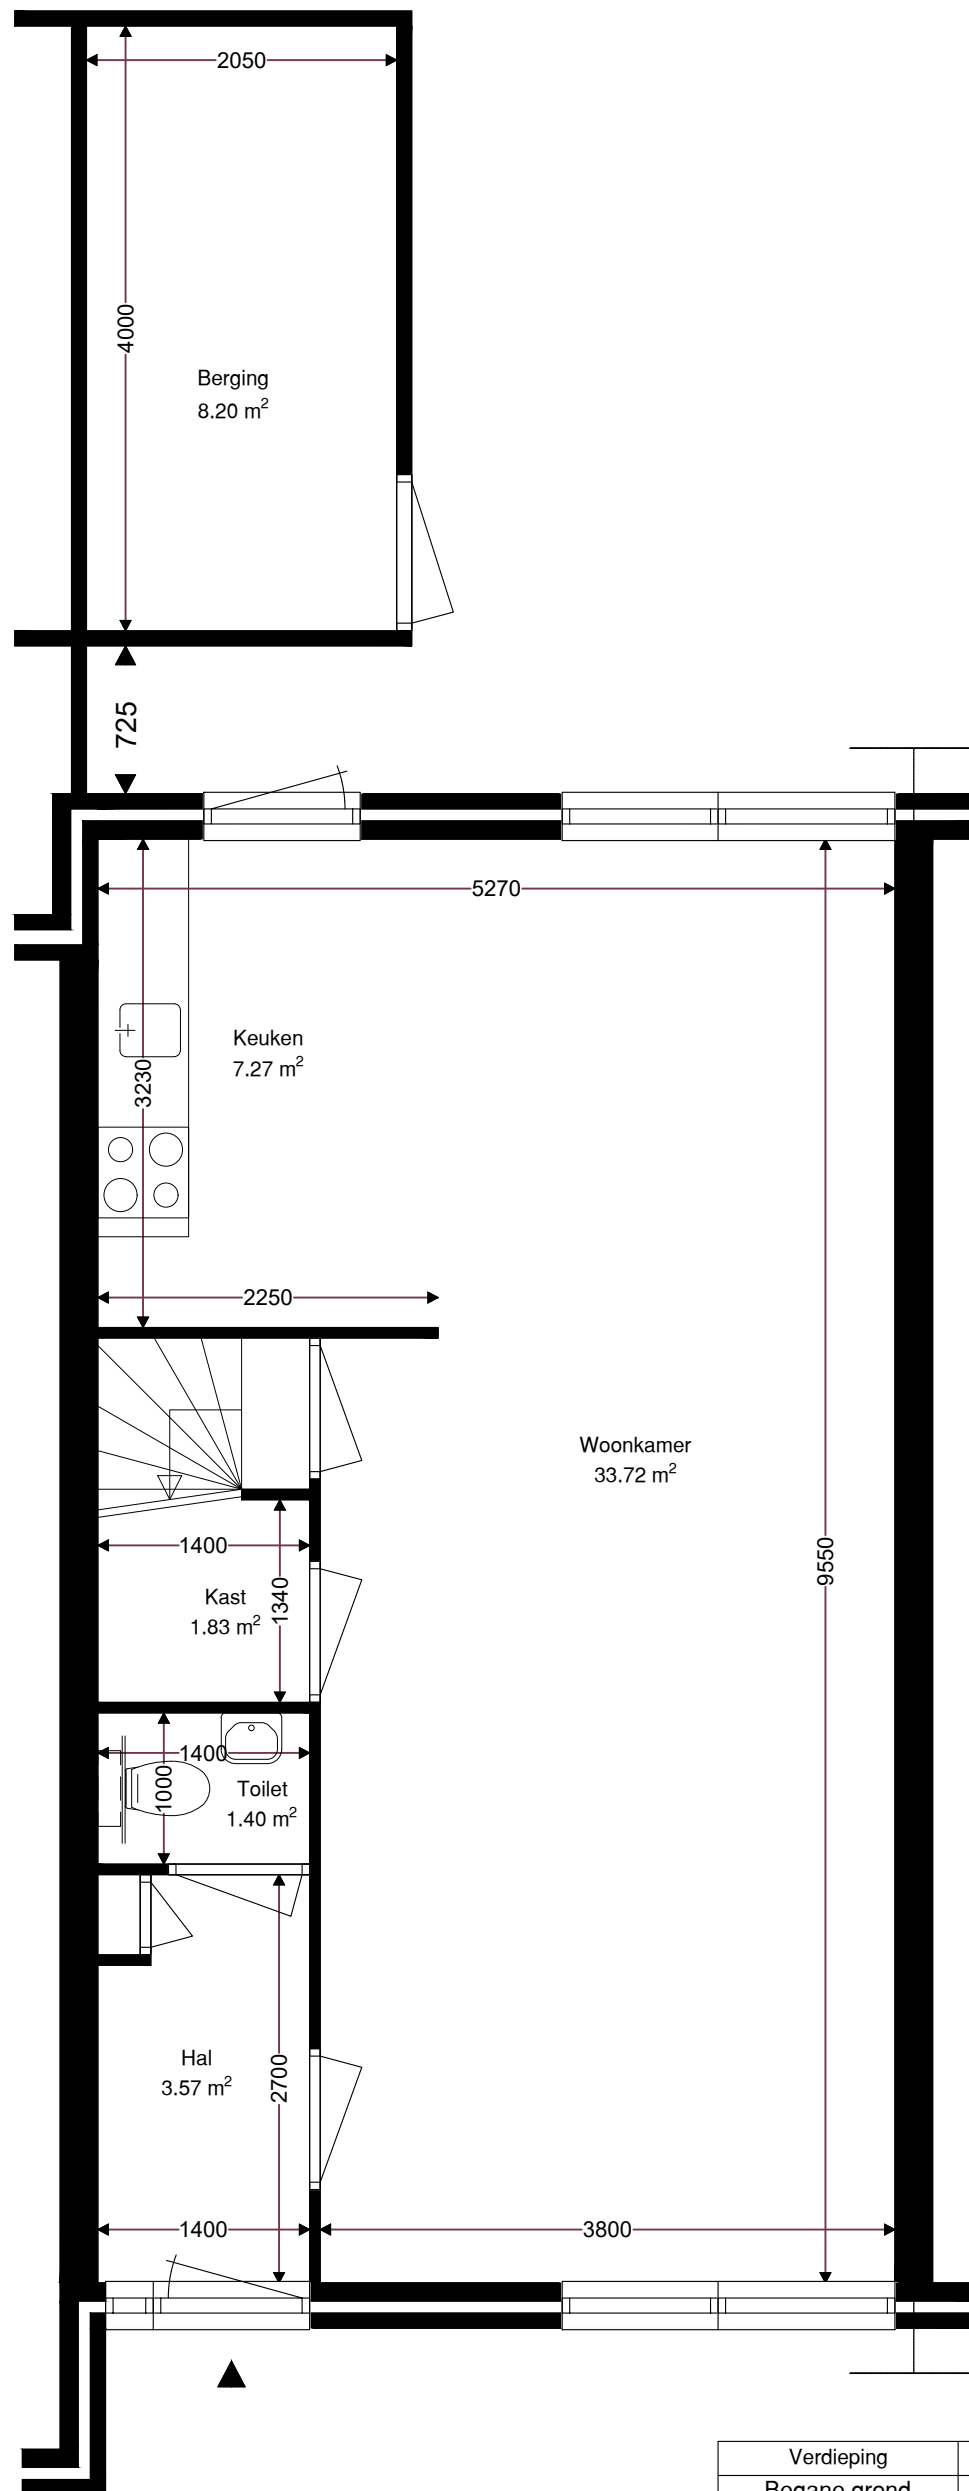 2050
4000
Berging
8.20 m²
725
5270
Keuken
7.27 m²
3230
2250
Woonkamer
33.72 m²
9550
1400
Kast
1.83 m²
1340
1400
1000
Toilet
1.40 m²
Hal
3.57 m²
2700
1400
3800
Verdieping
Begane grond